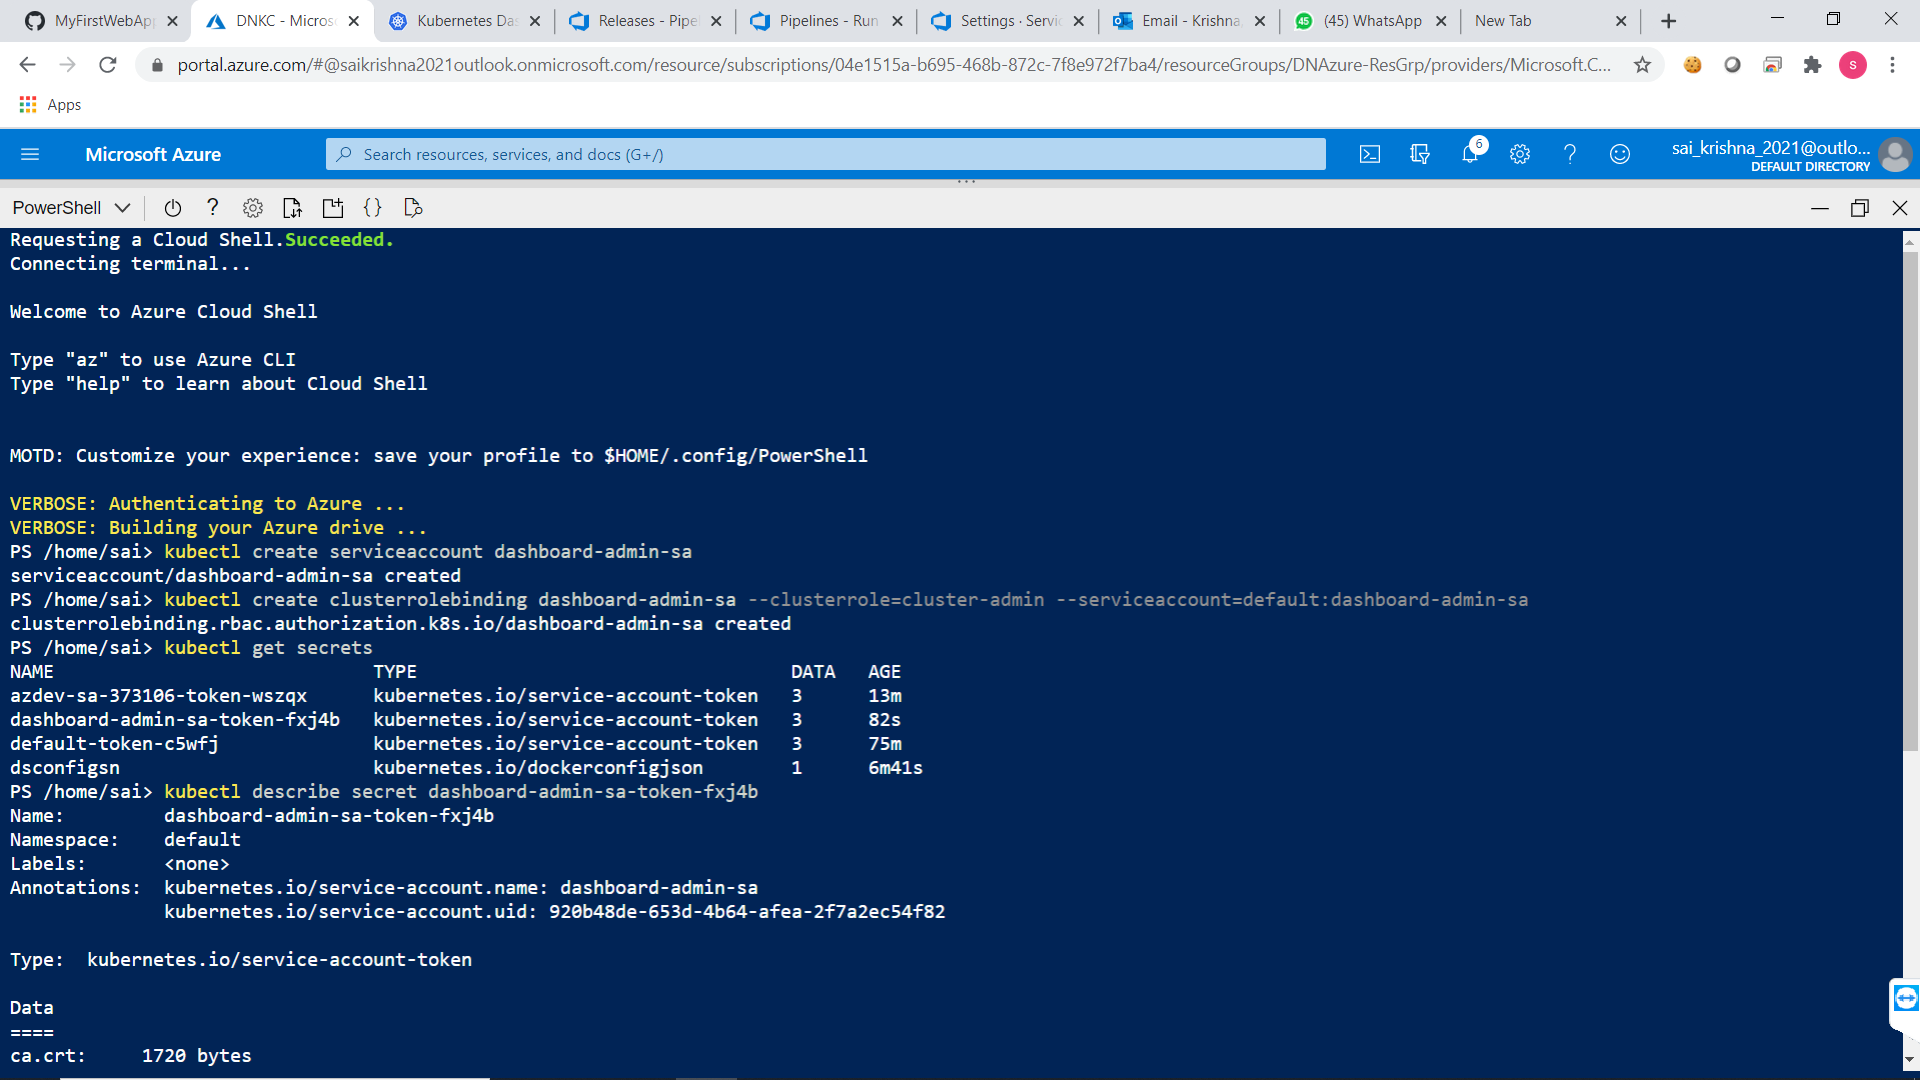 MyFirstWebApp
DNKC - Microso
Kubernetes Das
Releases - Pipel
Pipelines - Run
Settings · Servic
Email - Krishna,
(45) WhatsApp
New Tab
portal.azure.com/#@saikrishna2021outlook.onmicrosoft.com/resource/subscriptions/04e1515a-b695-468b-872c-7f8e972f7ba4/resourceGroups/DNAzure-ResGrp/providers/Microsoft.C...
S
Apps
Microsoft Azure
Search resources, services, and docs (G+/)
6
sai_krishna_2021@outlo...
DEFAULT DIRECTORY
PowerShell
Requesting a Cloud Shell.Succeeded.
Connecting terminal...
Welcome to Azure Cloud Shell
Type "az" to use Azure CLI
Type "help" to learn about Cloud Shell
MOTD: Customize your experience: save your profile to $HOME/.config/PowerShell
VERBOSE: Authenticating to Azure ...
VERBOSE: Building your Azure drive ...
PS /home/sai> kubectl create serviceaccount dashboard-admin-sa
serviceaccount/dashboard-admin-sa created
PS /home/sai> kubectl create clusterrolebinding dashboard-admin-sa --clusterrole=cluster-admin --serviceaccount=default:dashboard-admin-sa
clusterrolebinding.rbac.authorization.k8s.io/dashboard-admin-sa created
PS /home/sai> kubectl get secrets
NAME TYPE DATA AGE
azdev-sa-373106-token-wszqx kubernetes.io/service-account-token 3 13m
dashboard-admin-sa-token-fxj4b kubernetes.io/service-account-token 3 82s
default-token-c5wfj kubernetes.io/service-account-token 3 75m
dsconfigsn kubernetes.io/dockerconfigjson 1 6m41s
PS /home/sai> kubectl describe secret dashboard-admin-sa-token-fxj4b
Name: dashboard-admin-sa-token-fxj4b
Namespace: default
Labels: <none>
Annotations: kubernetes.io/service-account.name: dashboard-admin-sa
kubernetes.io/service-account.uid: 920b48de-653d-4b64-afea-2f7a2ec54f82
Type: kubernetes.io/service-account-token
Data
====
ca.crt: 1720 bytes